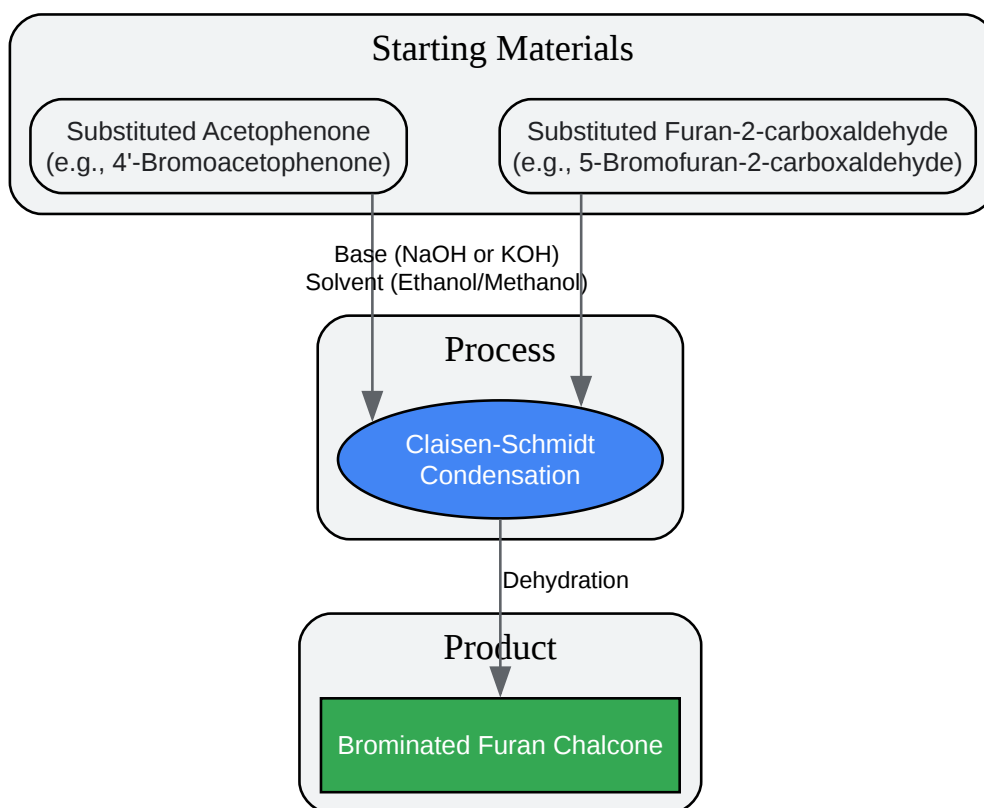 Starting Materials
Substituted Acetophenone
(e.g., 4'-Bromoacetophenone)
Substituted Furan-2-carboxaldehyde
(e.g., 5-Bromofuran-2-carboxaldehyde)
Base (NaOH or KOH)
Solvent (Ethanol/Methanol)
Process
Claisen-Schmidt
Condensation
Dehydration
Product
Brominated Furan Chalcone